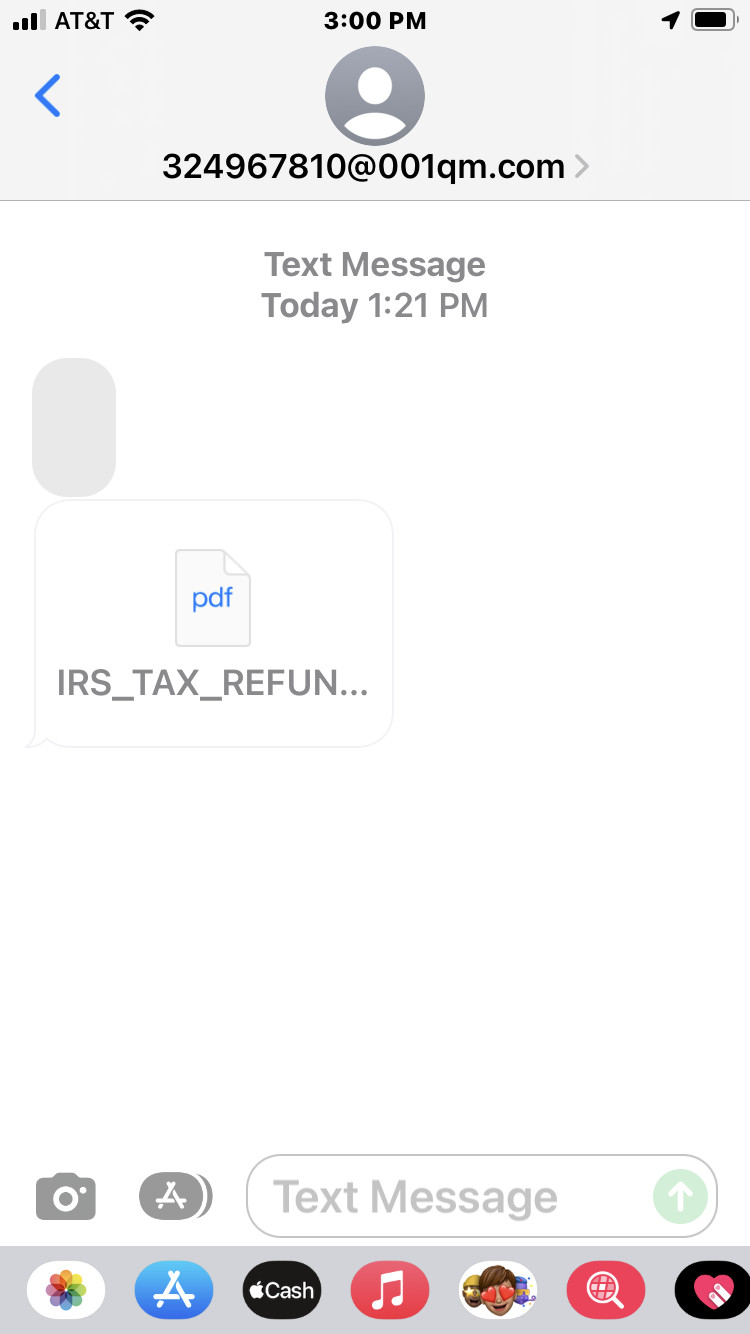 AT&T 3:00 PM
324967810@001qm.com
Text Message
Today 1:21 PM
pdf
IRS_TAX_REFUN...
Text Message
Cash